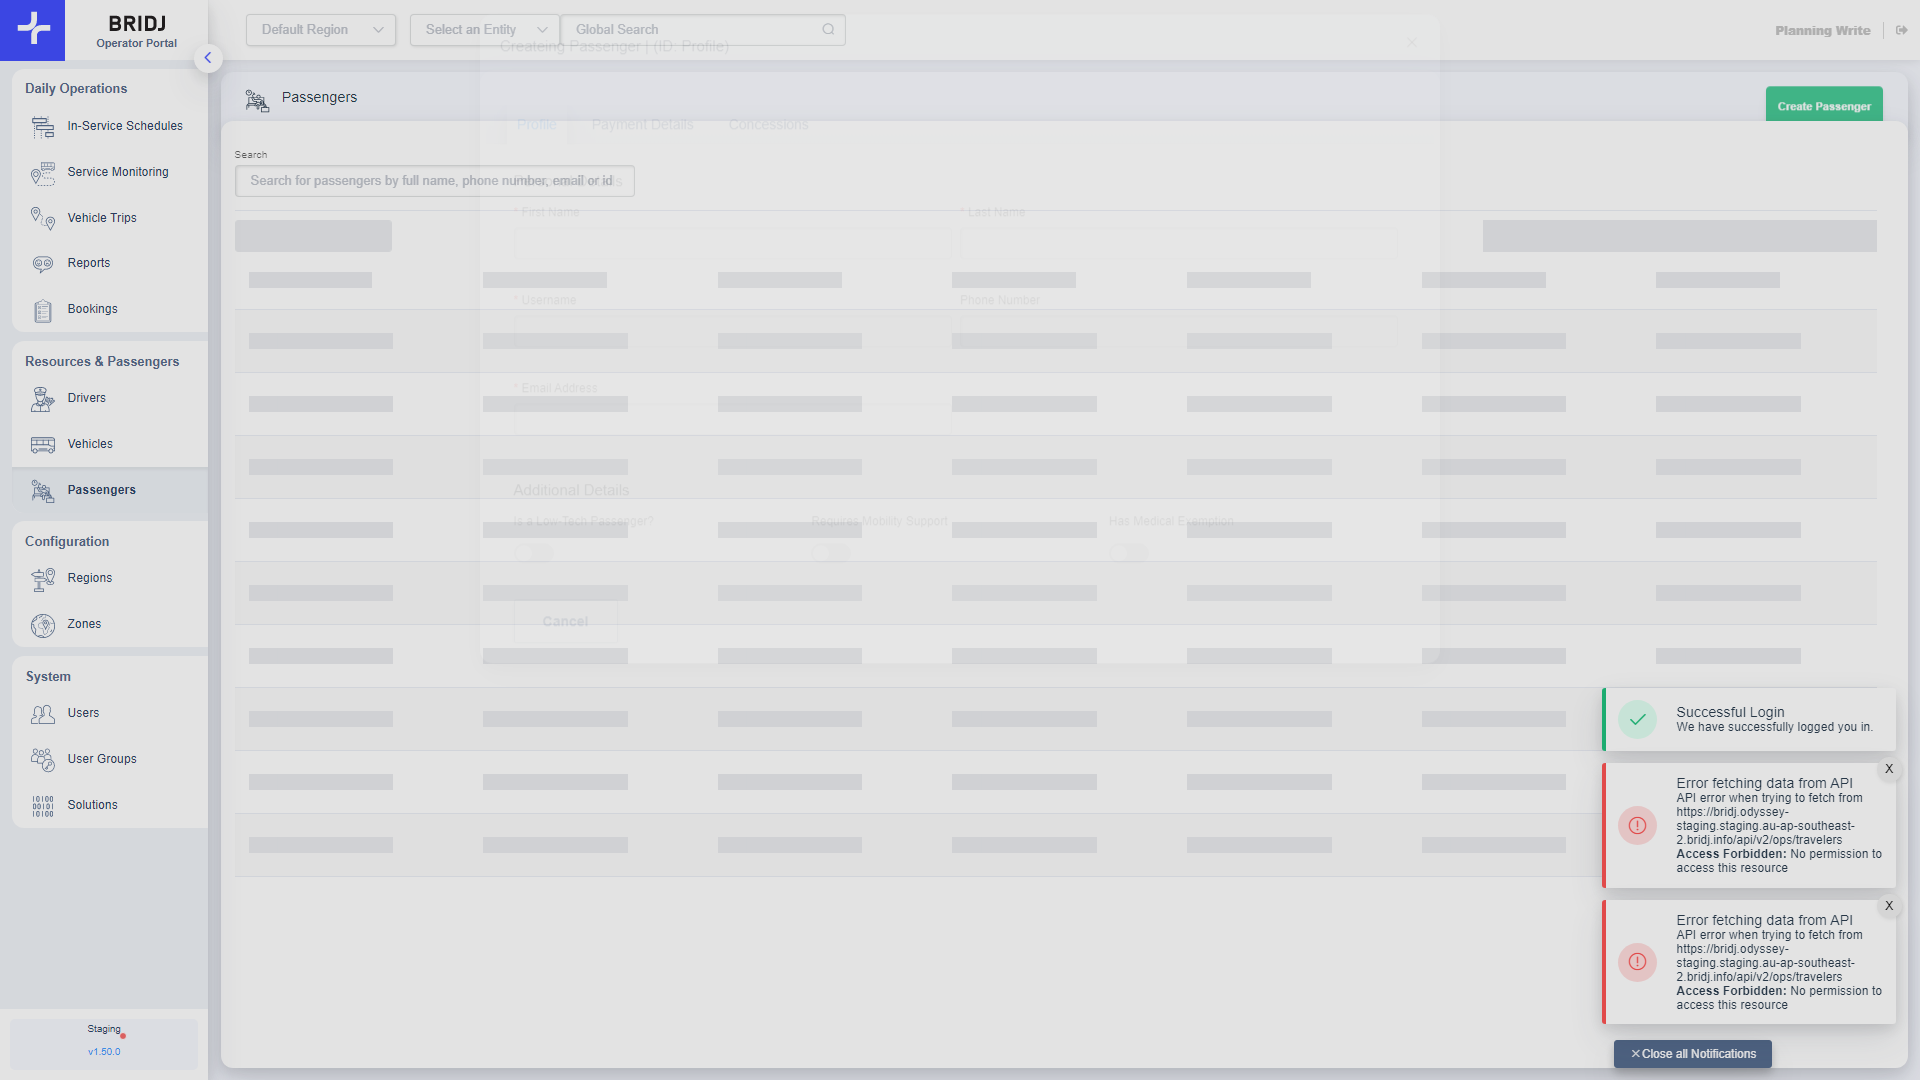 BRIDJ
Operator Portal
Default Region
Select an Entity
Global Search
Planning Write
Createing Passenger | (ID: Profile)
Daily Operations
In-Service Schedules
Service Monitoring
Vehicle Trips
Reports
Bookings
Resources & Passengers
Drivers
Vehicles
Passengers
Configuration
Regions
Zones
System
Users
User Groups
Solutions
Staging
v1.50.0
Passengers
Create Passenger
Profile
Payment Details
Concessions
Search
Search for passengers by full name, phone number, email or id
* First Name
* Last Name
* Username
Phone Number
* Email Address
Additional Details
Is a Low-Tech Passenger?
Requires Mobility Support
Has Medical Exemption
Cancel
Successful Login
We have successfully logged you in.
X
Error fetching data from API
API error when trying to fetch from
https://bridj.odyssey-
staging.staging.au-ap-southeast-
2.bridj.info/api/v2/ops/travelers
Access Forbidden: No permission to
access this resource
X
Error fetching data from API
API error when trying to fetch from
https://bridj.odyssey-
staging.staging.au-ap-southeast-
2.bridj.info/api/v2/ops/travelers
Access Forbidden: No permission to
access this resource
Close all Notifications